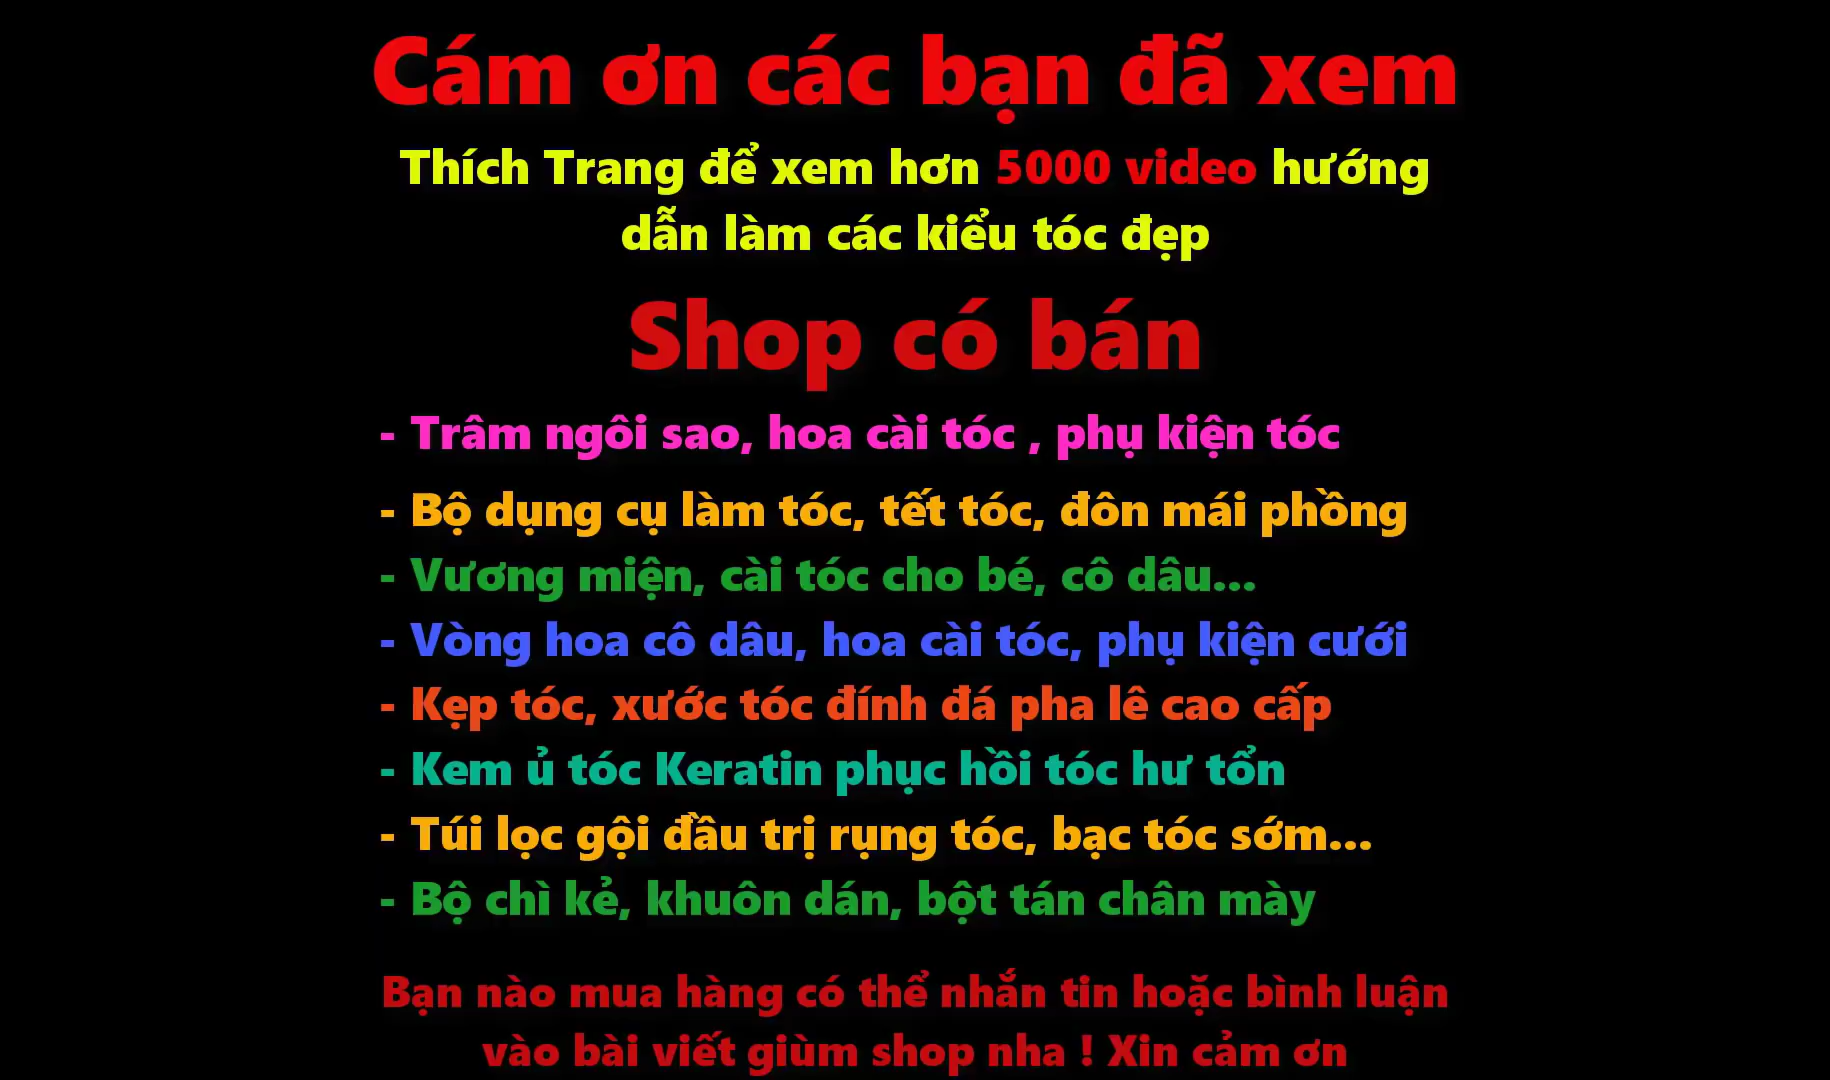 Cám ơn các bạn đã xem
Thích Trang để xem hơn 5000 video hướng
dẫn làm các kiểu tóc đẹp
Shop có bán
- Trâm ngôi sao, hoa cài tóc , phụ kiện tóc
- Bộ dụng cụ làm tóc, tết tóc, đôn mái phồng
- Vương miện, cài tóc cho bé, cô dâu...
- Vòng hoa cô dâu, hoa cài tóc, phụ kiện cưới
- Kẹp tóc, xước tóc đính đá pha lê cao cấp
- Kem ủ tóc Keratin phục hồi tóc hư tổn
- Túi lọc gội đầu trị rụng tóc, bạc tóc sớm...
- Bộ chì kẻ, khuôn dán, bột tán chân mày
Bạn nào mua hàng có thể nhắn tin hoặc bình luận
vào bài viết giùm shop nha ! Xin cảm ơn